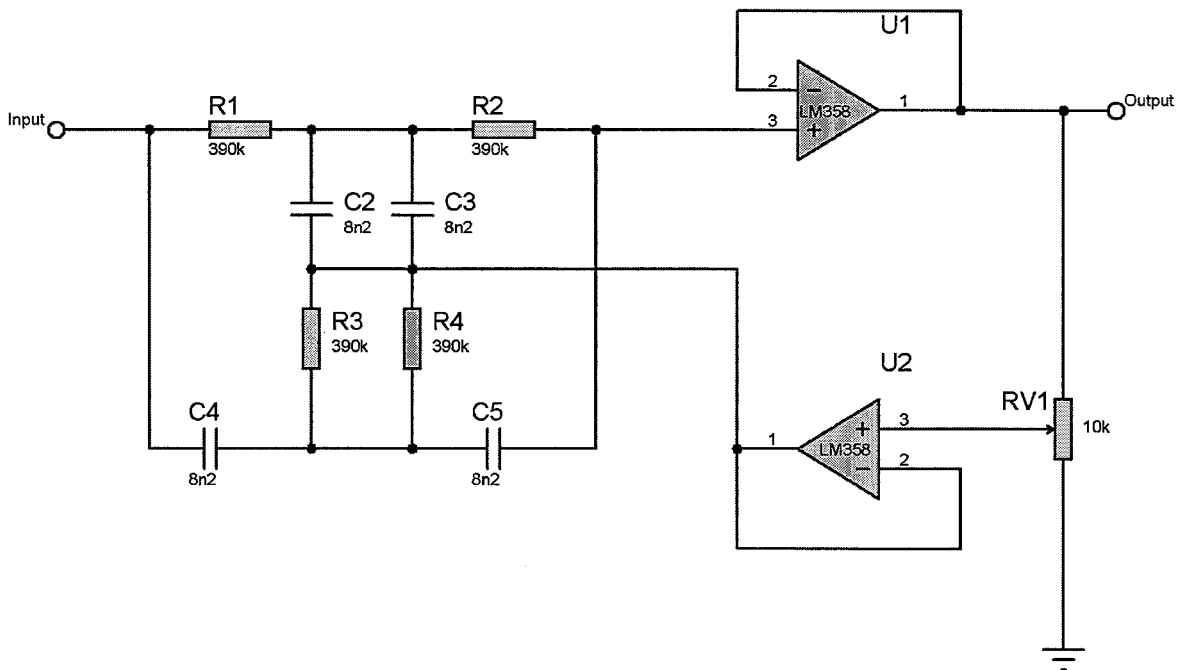 U1
2
LM358
1
3
Output
Input
R1
390k
R2
390k
C2
8n2
C3
8n2
R3
390k
R4
390k
U2
C4
8n2
C5
8n2
1
LM358
3
2
RV1
10k